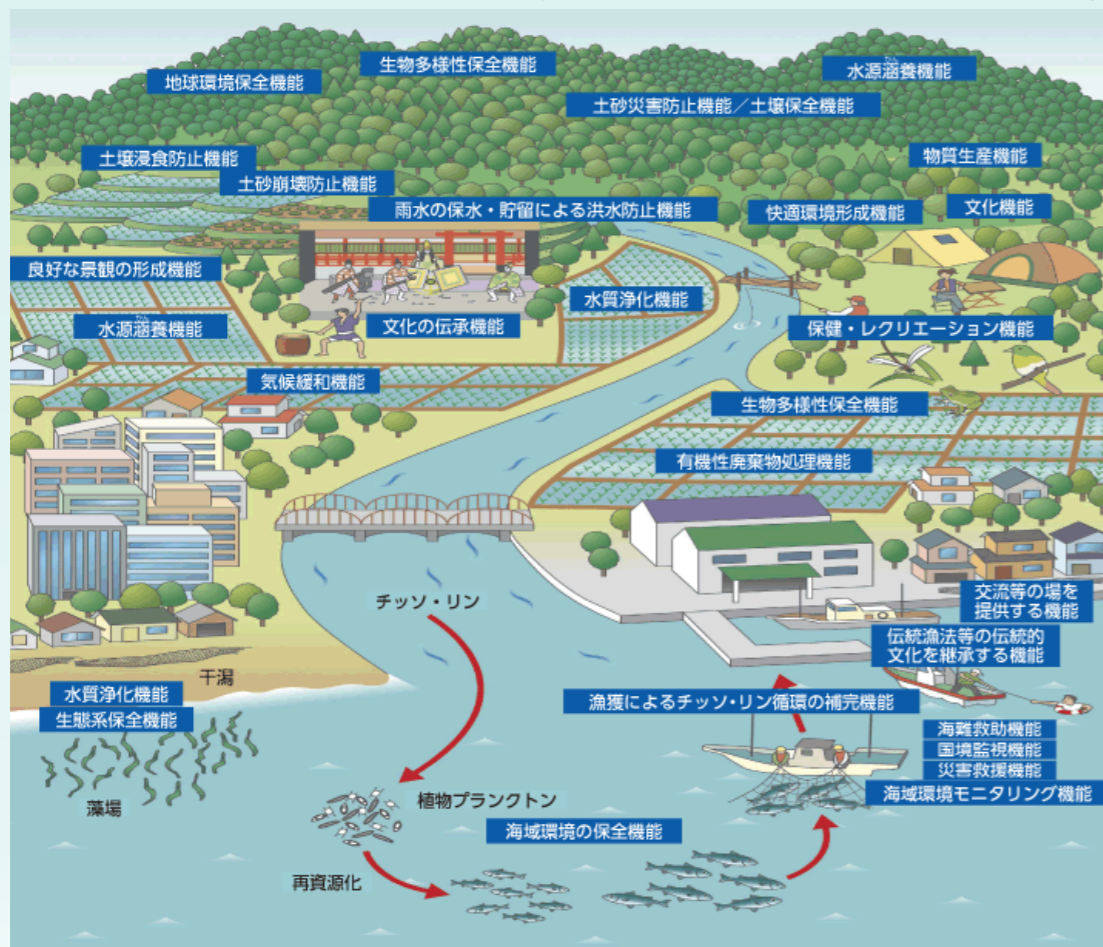 生物多様性保全機能
水源涵養機能
かん
地球環境保全機能
土砂災害防止機能／土壌保全機能
土壌浸食防止機能
物質生産機能
土砂崩壊防止機能
雨水の保水・貯留による洪水防止機能
快適環境形成機能
文化機能
良好な景観の形成機能
水質浄化機能
水源涵養機能
かん
文化の伝承機能
保健・レクリエーション機能
気候緩和機能
生物多様性保全機能
有機性廃棄物処理機能
チッソ・リン
交流等の場を
提供する機能
伝統漁法等の伝統的
文化を継承する機能
干潟
水質浄化機能
生態系保全機能
漁獲によるチッソ・リン循環の補完機能
海難救助機能
国境監視機能
災害救援機能
海域環境モニタリング機能
藻場
植物プランクトン
海域環境の保全機能
再資源化